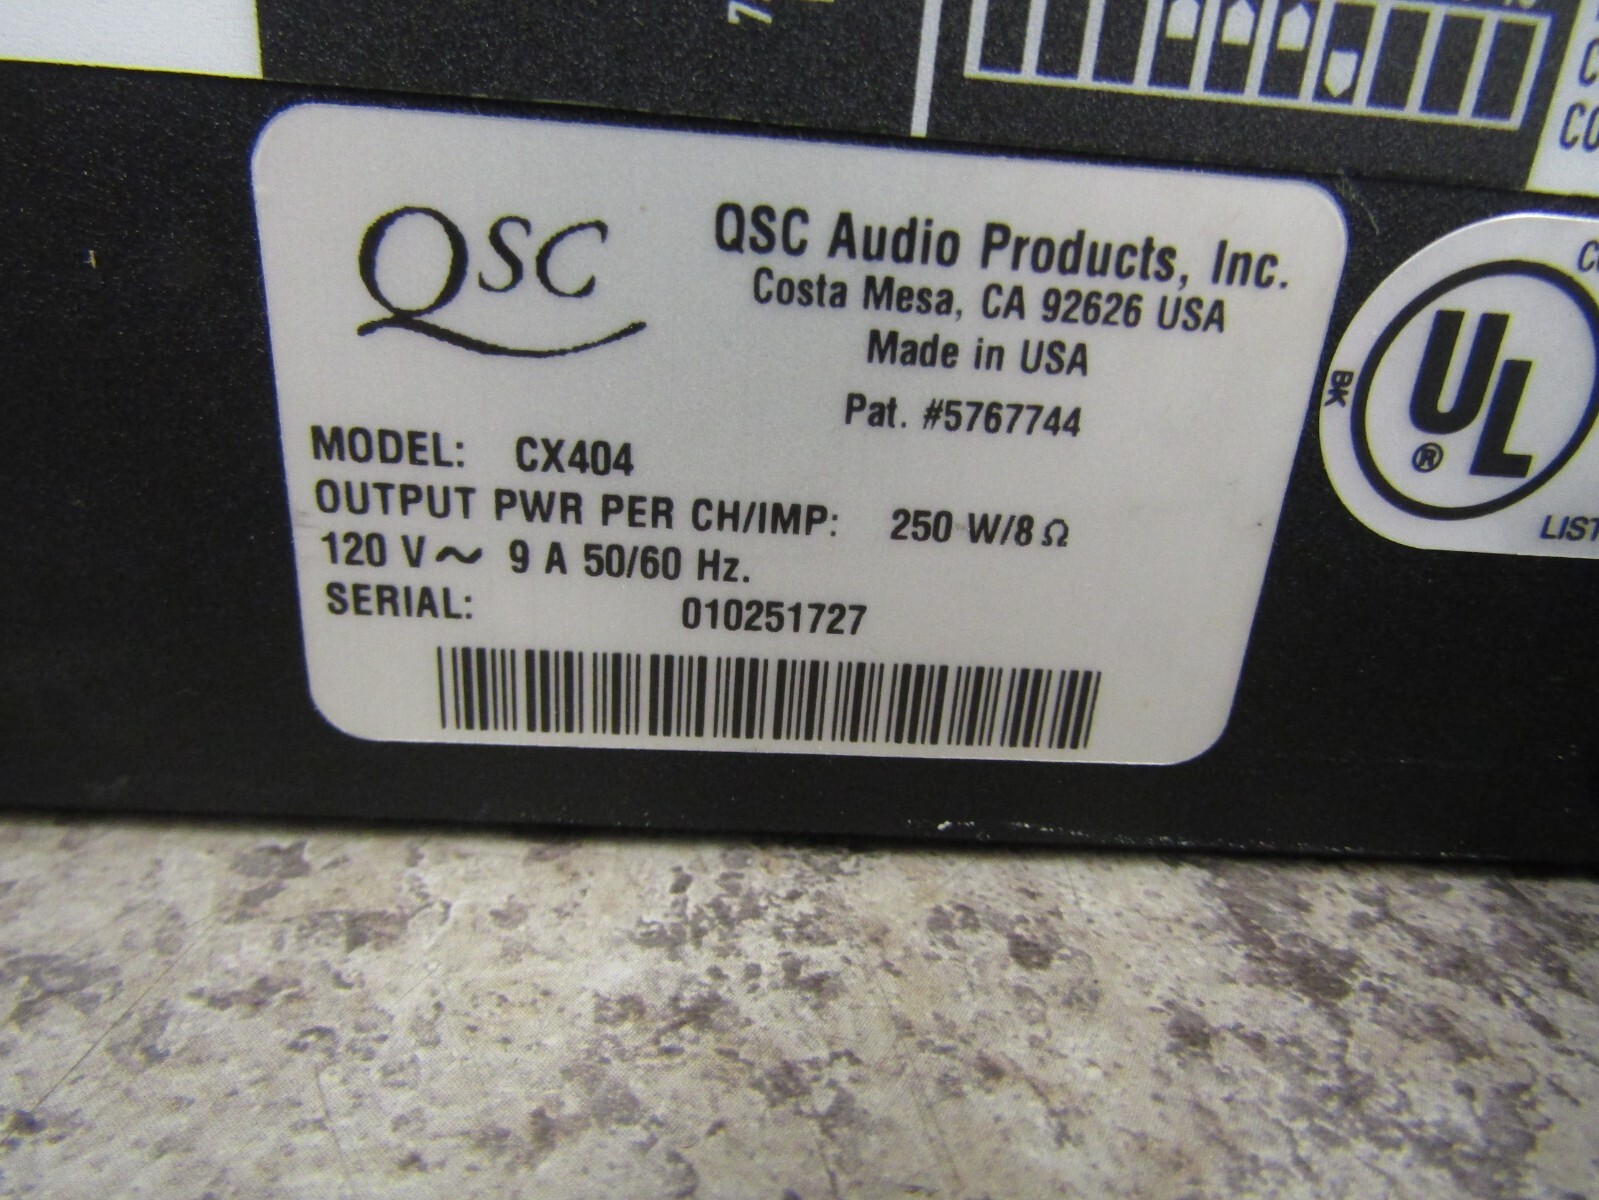 QSC
QSC Audio Products, Inc.
Costa Mesa, CA 92626 USA
Made in USA
Pat. #5767744
MODEL: CX404
OUTPUT PWR PER CH/IMP: 250 W/8 Ω
120 V ~ 9 A 50/60 Hz.
SERIAL: 010251727
BK
UL
®